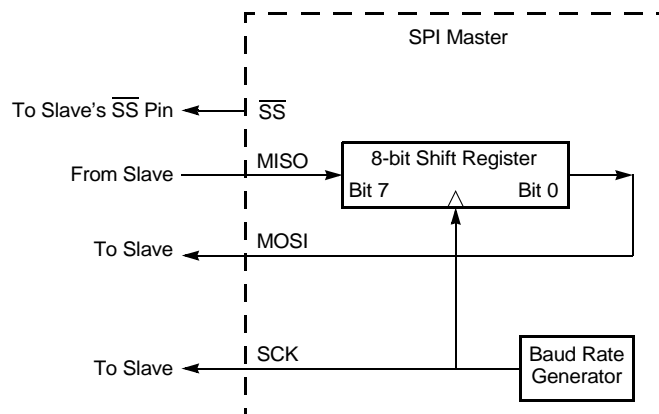 SPI Master
To Slave's SS Pin
SS
From Slave
MISO
8-bit Shift Register
Bit 7
Bit 0
To Slave
MOSI
To Slave
SCK
Baud Rate
Generator